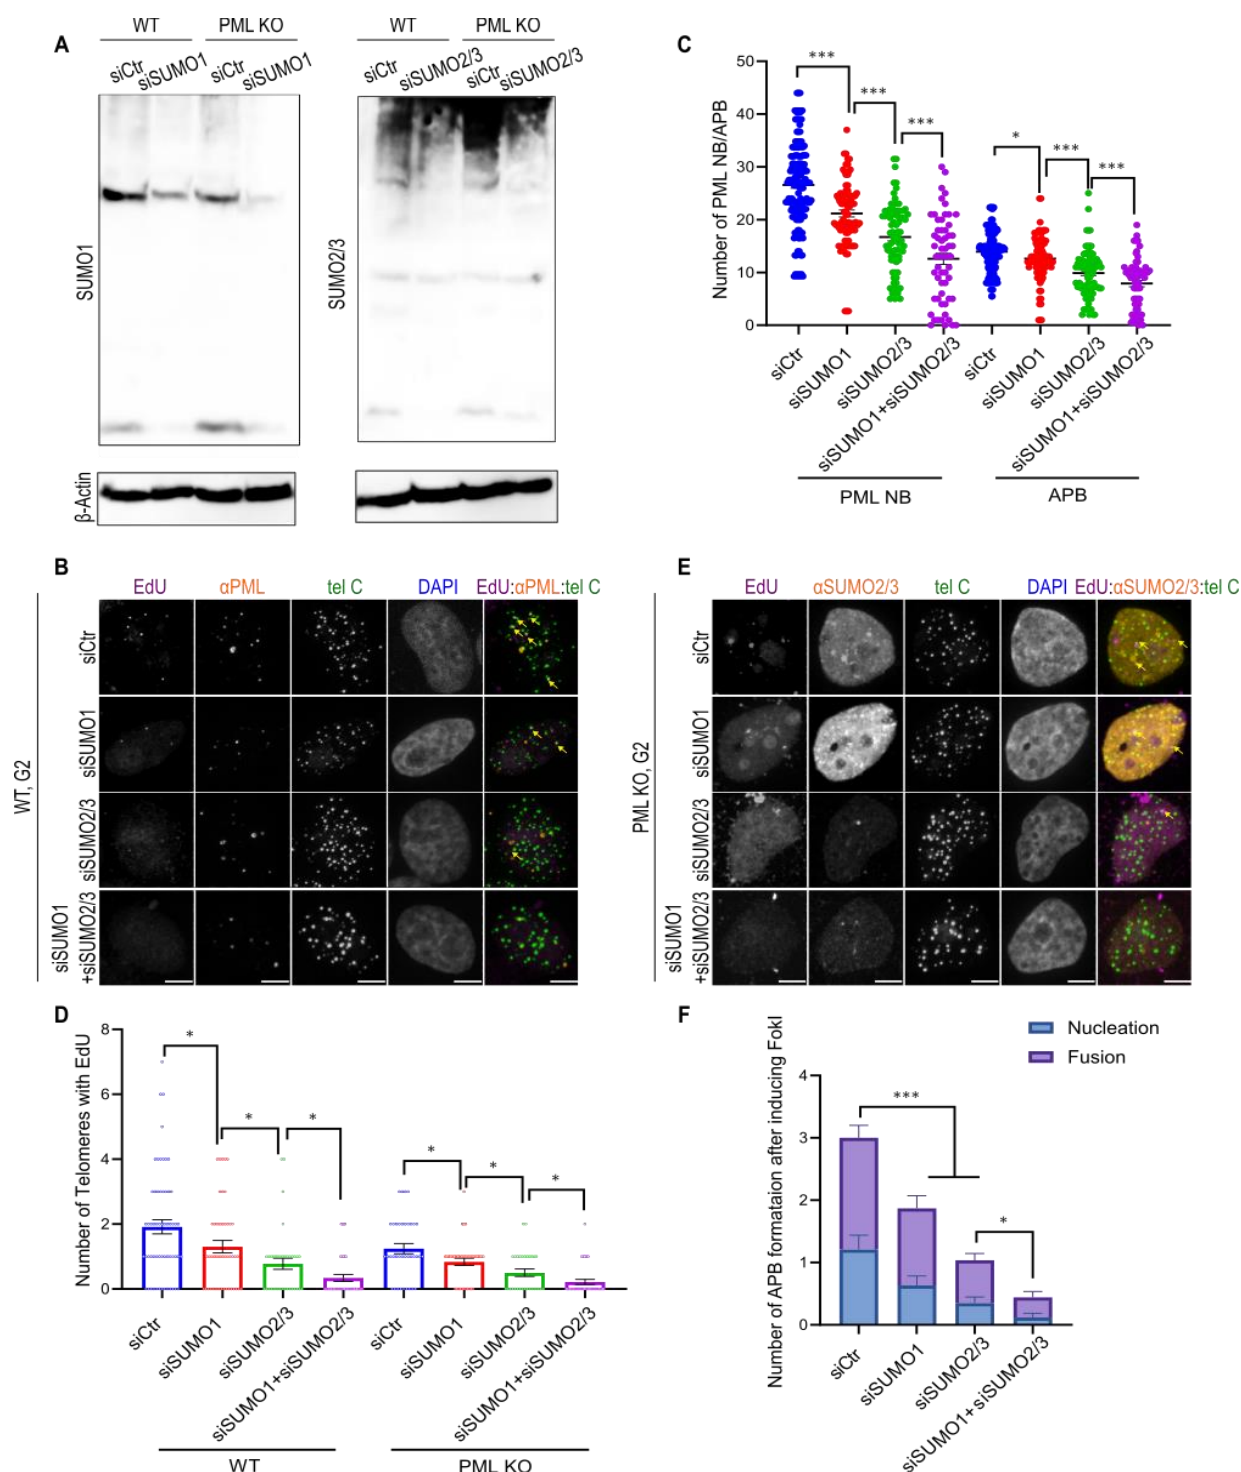 A
WT
PML KO
siCtr
siSUMO1
siCtr
siSUMO1
SUMO1
β-Actin
WT
PML KO
siCtr
siSUMO2/3
siCtr
siSUMO2/3
SUMO2/3
C
Number of PML NB/APB
50
40
30
20
10
0
***
***
***
*
***
***
siCtr
siSUMO1
siSUMO2/3
siSUMO1+siSUMO2/3
siCtr
siSUMO1
siSUMO2/3
siSUMO1+siSUMO2/3
PML NB
APB
B
EdU
αPML
tel C
DAPI
EdU:αPML:tel C
WT, G2
siCtr
siSUMO1
siSUMO2/3
siSUMO1
+siSUMO2/3
E
EdU
αSUMO2/3
tel C
DAPI
EdU:αSUMO2/3:tel C
PML KO, G2
siCtr
siSUMO1
siSUMO2/3
siSUMO1
+siSUMO2/3
D
Number of Telomeres with EdU
8
6
4
2
0
*
*
*
*
*
*
siCtr
siSUMO1
siSUMO2/3
siSUMO1+siSUMO2/3
siCtr
siSUMO1
siSUMO2/3
siSUMO1+siSUMO2/3
WT
PML KO
F
Nucleation
Fusion
Number of APB formataion after inducing FokI
4
3
2
1
0
***
*
siCtr
siSUMO1
siSUMO2/3
siSUMO1+siSUMO2/3